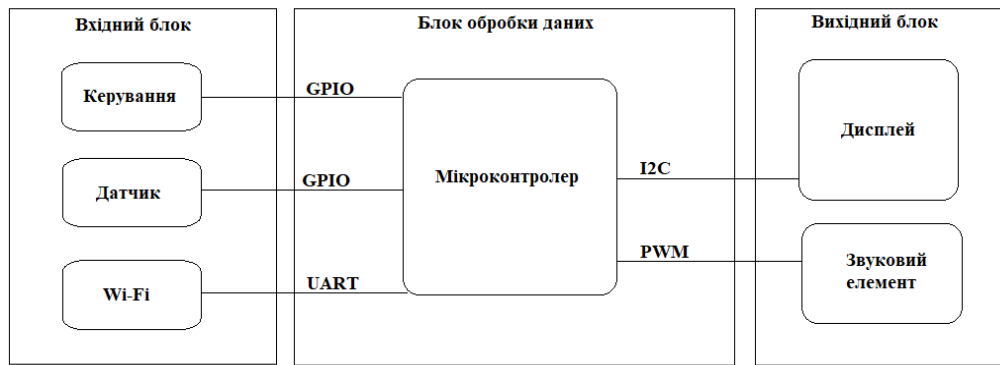 Вхідний блок
Керування
Датчик
Wi-Fi
Блок обробки даних
GPIO
GPIO
UART
Мікроконтролер
I2C
PWM
Вихідний блок
Дисплей
Звуковий
елемент